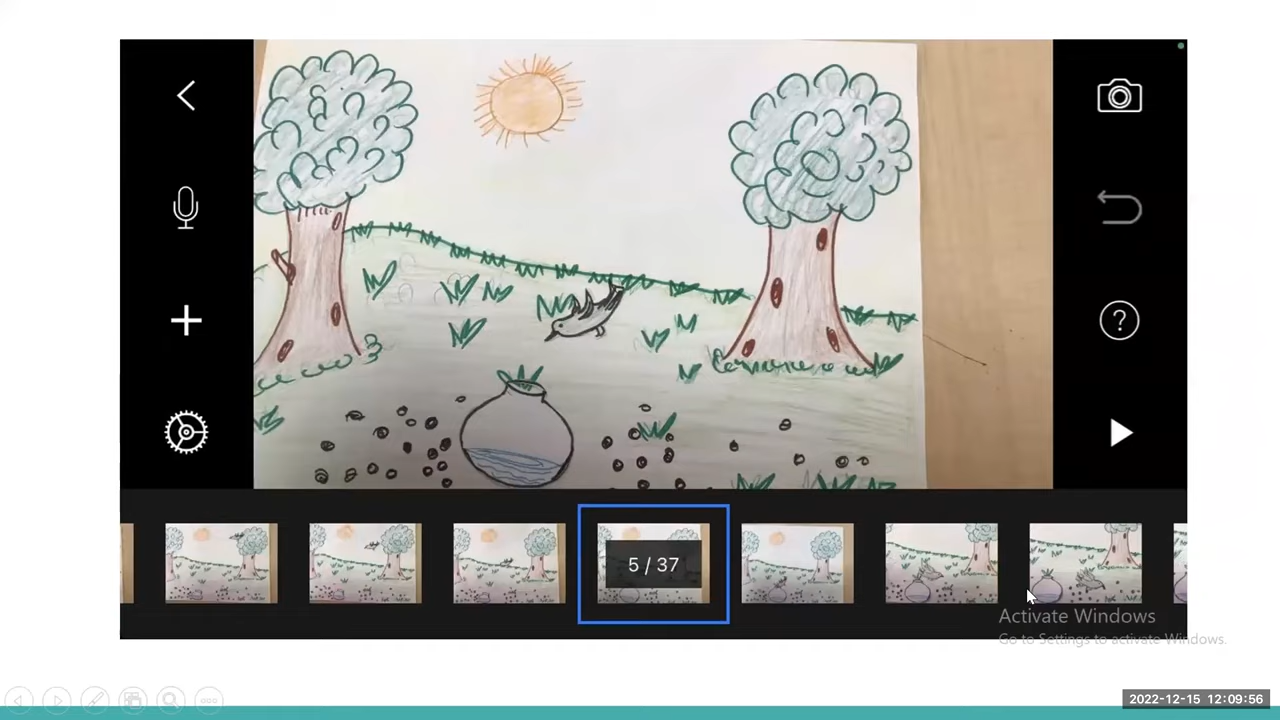 ?
5 / 37
Activate Windows
Go to Settings to activate Windows.
2022-12-15 12:09:56